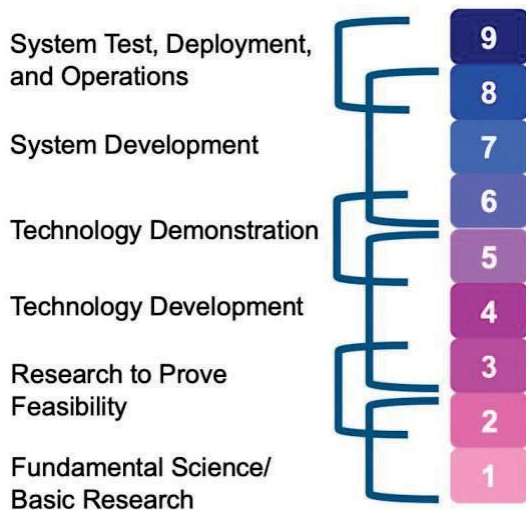 System Test, Deployment,
and Operations
System Development
Technology Demonstration
Technology Development
Research to Prove
Feasibility
Fundamental Science/
Basic Research
9
8
7
6
5
4
3
2
1